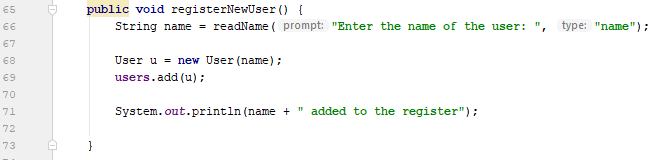 65 public void registerNewUser() {
66 String name = readName( prompt: "Enter the name of the user: ", type: "name");
67
68 User u = new User(name);
69 users.add(u);
70
71 System.out.println(name + " added to the register");
72
73 }